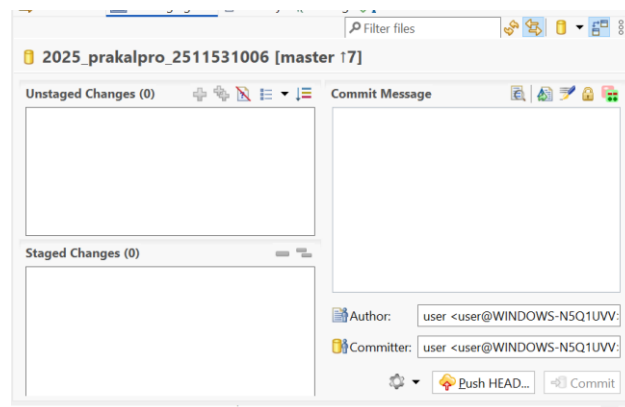 Filter files
2025_prakalpro_2511531006 [master ↑7]
Unstaged Changes (0)
Commit Message
Staged Changes (0)
Author: user <user@WINDOWS-N5Q1UVV:
Committer: user <user@WINDOWS-N5Q1UVV:
Push HEAD...
Commit